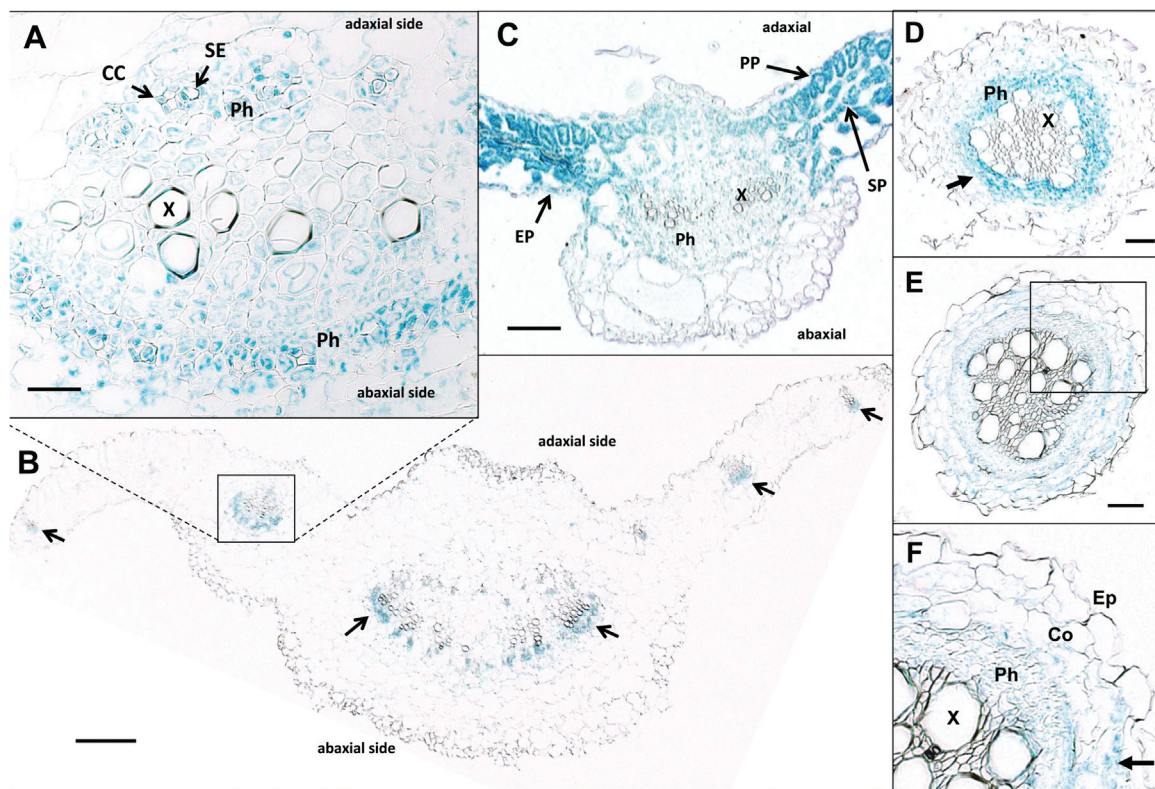 A
adaxial side
CC
SE
Ph
X
Ph
abaxial side
B
adaxial side
abaxial side
C
adaxial
PP
SP
EP
X
Ph
abaxial
D
Ph
X
E
F
Ep
Co
Ph
X